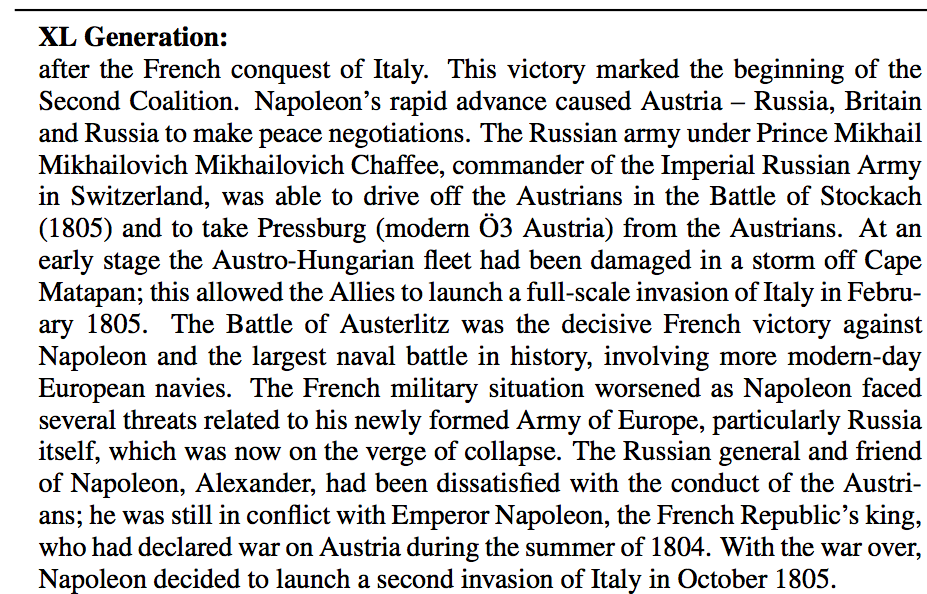 XL Generation:
after the French conquest of Italy. This victory marked the beginning of the
Second Coalition. Napoleon's rapid advance caused Austria – Russia, Britain
and Russia to make peace negotiations. The Russian army under Prince Mikhail
Mikhailovich Mikhailovich Chaffee, commander of the Imperial Russian Army
in Switzerland, was able to drive off the Austrians in the Battle of Stockach
(1805) and to take Pressburg (modern Ö3 Austria) from the Austrians. At an
early stage the Austro-Hungarian fleet had been damaged in a storm off Cape
Matapan; this allowed the Allies to launch a full-scale invasion of Italy in Febru-
ary 1805. The Battle of Austerlitz was the decisive French victory against
Napoleon and the largest naval battle in history, involving more modern-day
European navies. The French military situation worsened as Napoleon faced
several threats related to his newly formed Army of Europe, particularly Russia
itself, which was now on the verge of collapse. The Russian general and friend
of Napoleon, Alexander, had been dissatisfied with the conduct of the Austri-
ans; he was still in conflict with Emperor Napoleon, the French Republic's king,
who had declared war on Austria during the summer of 1804. With the war over,
Napoleon decided to launch a second invasion of Italy in October 1805.